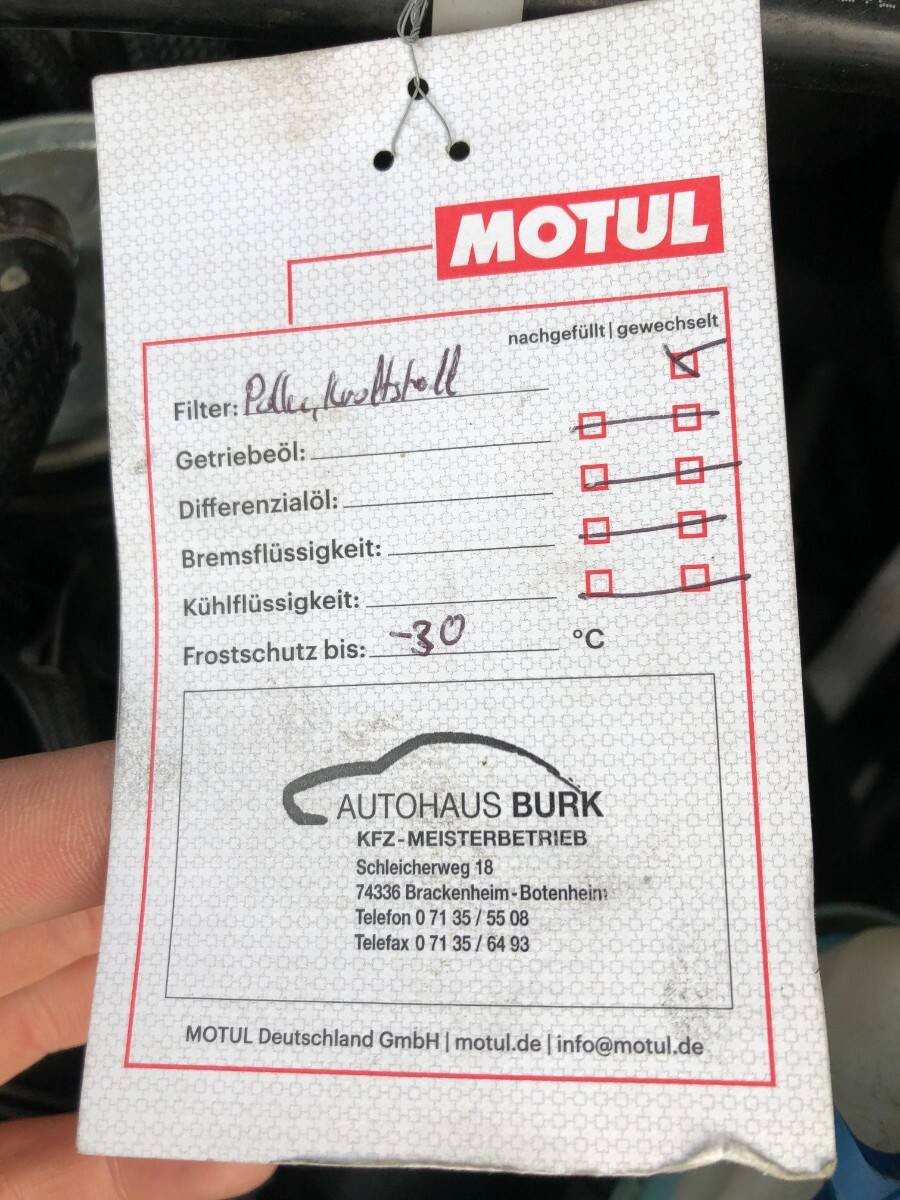 MOTUL
nachgefüllt | gewechselt
Filter: Pollen, Kraftstoff
Getriebeöl:
Differenzialöl:
Bremsflüssigkeit:
Kühlflüssigkeit:
Frostschutz bis: -30 °C
AUTOHAUS BURK
KFZ-MEISTERBETRIEB
Schleicherweg 18
74336 Brackenheim-Botenheim
Telefon 0 71 35 / 55 08
Telefax 0 71 35 / 64 93
MOTUL Deutschland GmbH | motul.de | info@motul.de